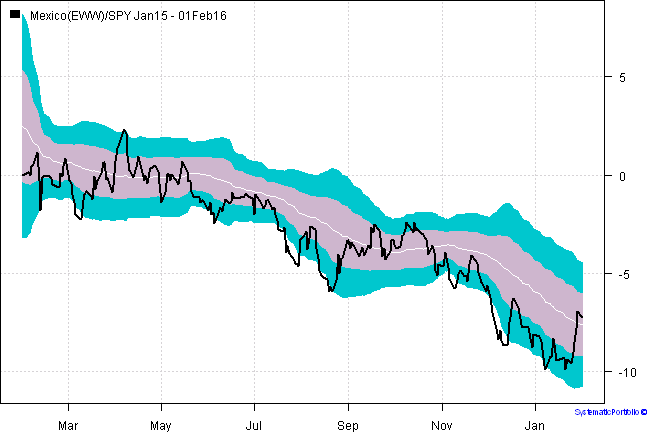 Mexico(EWW)/SPY Jan15 - 01Feb16
5
0
-5
-10
Mar May Jul Sep Nov Jan
SystematicPortfolio ©